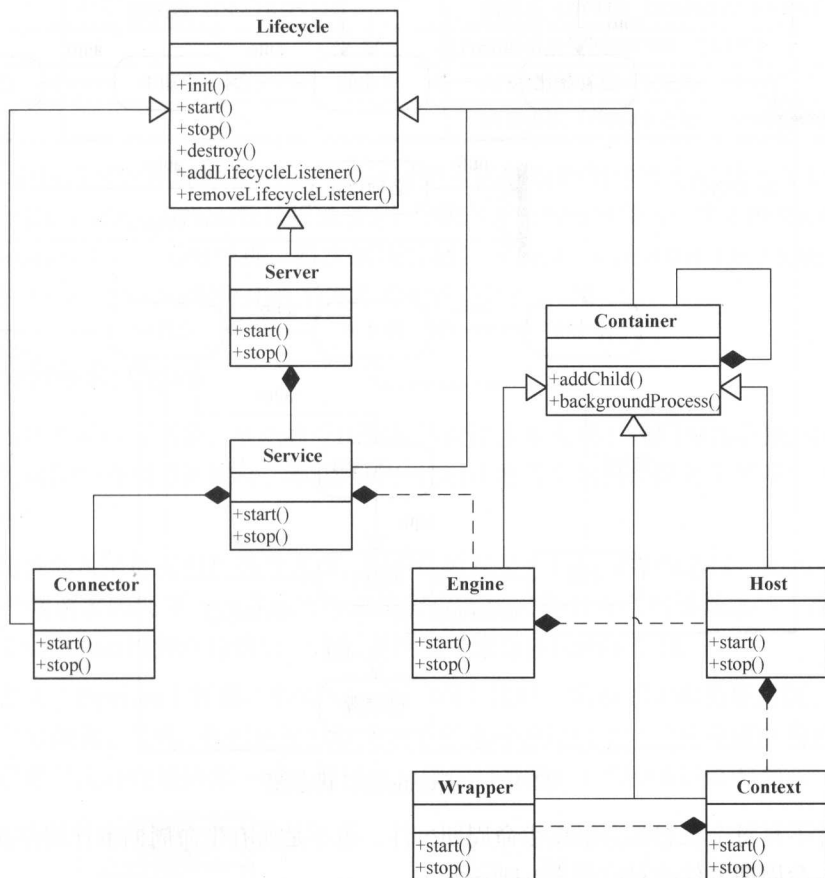 Lifecycle
+init()
+start()
+stop()
+destroy()
+addLifecycleListener()
+removeLifecycleListener()
Server
+start()
+stop()
Container
+addChild()
+backgroundProcess()
Service
+start()
+stop()
Connector
+start()
+stop()
Engine
+start()
+stop()
Host
+start()
+stop()
Wrapper
+start()
+stop()
Context
+start()
+stop()